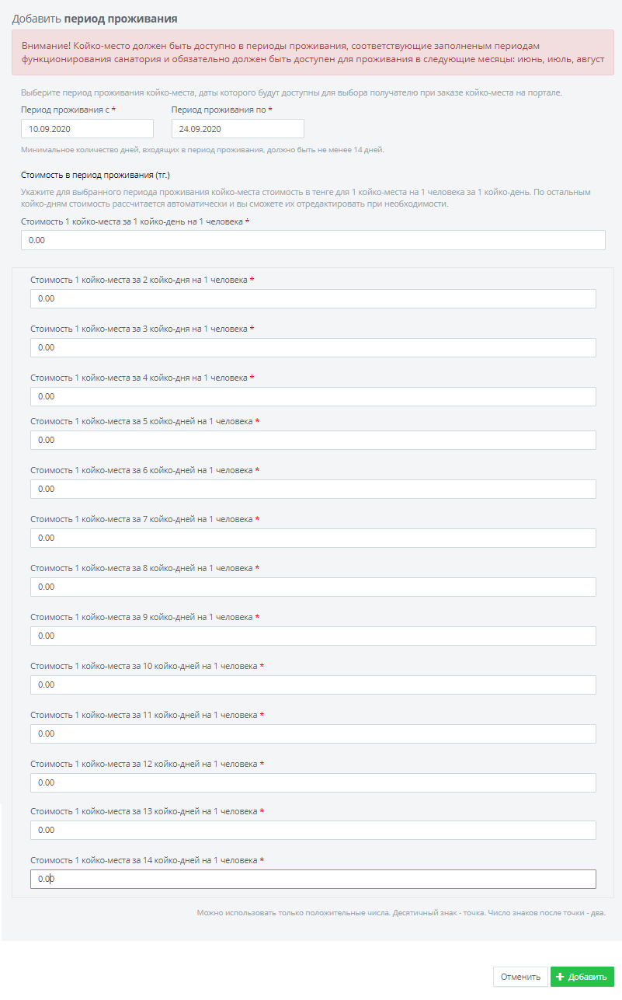 Добавить период проживания
Внимание! Койко-место должен быть доступно в периоды проживания, соответствующие заполненым периодам
функционирования санатория и обязательно должен быть доступен для проживания в следующие месяцы: июнь, июль, август
Выберите период проживания койко-места, даты которого будут доступны для выбора получателю при заказе койко-места на портале.
Период проживания с * Период проживания по *
10.09.2020 24.09.2020
Минимальное количество дней, входящих в период проживания, должно быть не менее 14 дней.
Стоимость в период проживания (тг.)
Укажите для выбранного периода проживания койко-места стоимость в тенге для 1 койко-места на 1 человека за 1 койко-день. По остальным
койко-дням стоимость рассчитается автоматически и вы сможете их отредактировать при необходимости.
Стоимость 1 койко-места за 1 койко-день на 1 человека *
0.00
Стоимость 1 койко-места за 2 койко-дня на 1 человека *
0.00
Стоимость 1 койко-места за 3 койко-дня на 1 человека *
0.00
Стоимость 1 койко-места за 4 койко-дня на 1 человека *
0.00
Стоимость 1 койко-места за 5 койко-дней на 1 человека *
0.00
Стоимость 1 койко-места за 6 койко-дней на 1 человека *
0.00
Стоимость 1 койко-места за 7 койко-дней на 1 человека *
0.00
Стоимость 1 койко-места за 8 койко-дней на 1 человека *
0.00
Стоимость 1 койко-места за 9 койко-дней на 1 человека *
0.00
Стоимость 1 койко-места за 10 койко-дней на 1 человека *
0.00
Стоимость 1 койко-места за 11 койко-дней на 1 человека *
0.00
Стоимость 1 койко-места за 12 койко-дней на 1 человека *
0.00
Стоимость 1 койко-места за 13 койко-дней на 1 человека *
0.00
Стоимость 1 койко-места за 14 койко-дней на 1 человека *
0.00
Можно использовать только положительные числа. Десятичный знак - точка. Число знаков после точки - два.
Отменить + Добавить